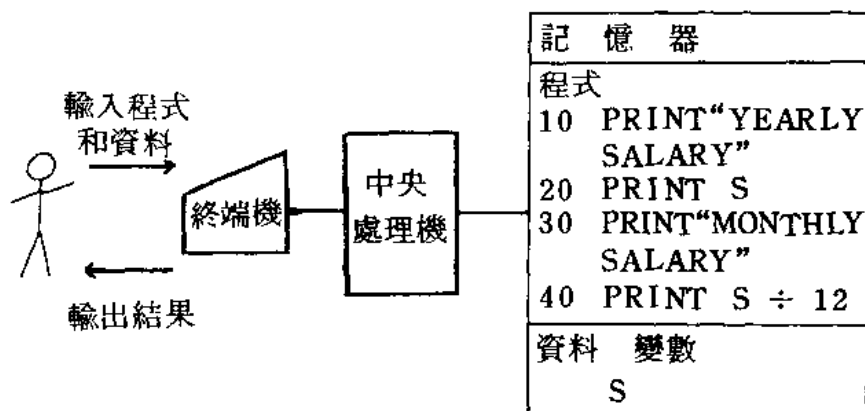 輸入程式
和資料
終端機
輸出結果
中央
處理機
記憶器
程式
10 PRINT“YEARLY
SALARY”
20 PRINT S
30 PRINT“MONTHLY
SALARY”
40 PRINT S ÷ 12
資料 變數
S